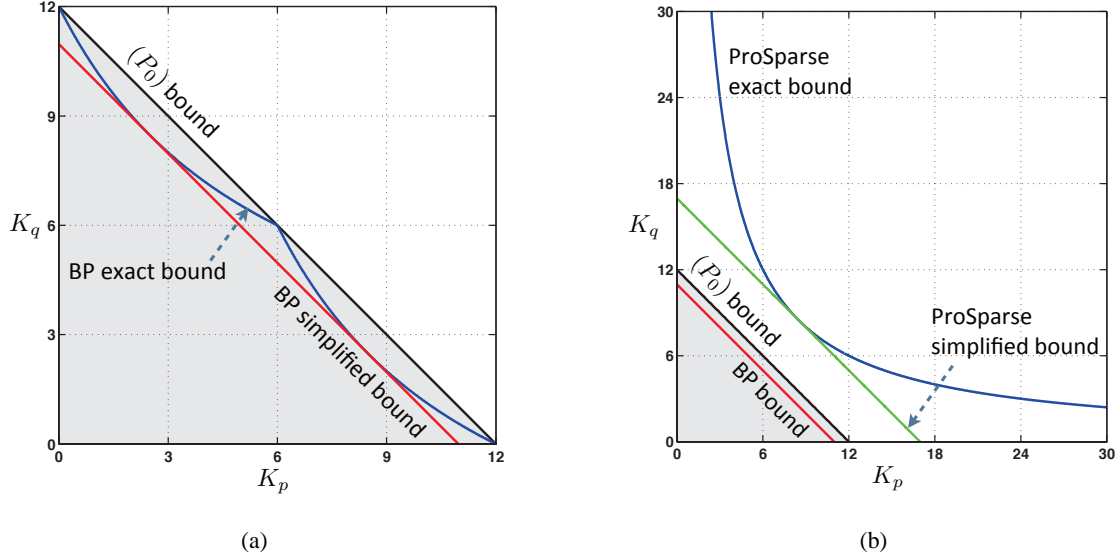 12
9
6
3
0
K_q
(P_0) bound
BP exact bound
BP simplified bound
0
3
6
9
12
K_p
(a)
30
24
18
12
6
0
K_q
ProSparse
exact bound
(P_0) bound
BP bound
ProSparse
simplified bound
0
6
12
18
24
30
K_p
(b)